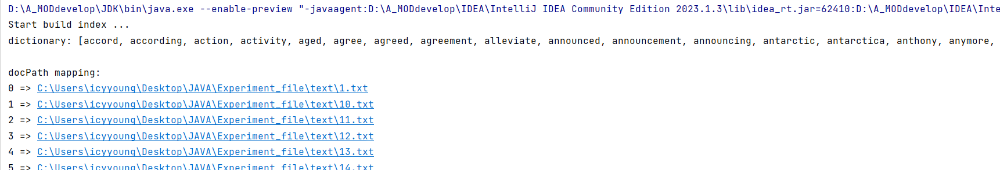 D:\A_MODdevelop\JDK\bin\java.exe --enable-preview "-javaagent:D:\A_MODdevelop\IDEA\IntelliJ IDEA Community Edition 2023.1.3\lib\idea_rt.jar=62410:D:\A_MODdevelop\IDEA\Inte
Start build index ...
dictionary: [accord, according, action, activity, aged, agree, agreed, agreement, alleviate, announced, announcement, announcing, antarctic, antarctica, anthony, anymore,
docPath mapping:
0 => C:\Users\icyyoung\Desktop\JAVA\Experiment_file\text\1.txt
1 => C:\Users\icyyoung\Desktop\JAVA\Experiment_file\text\10.txt
2 => C:\Users\icyyoung\Desktop\JAVA\Experiment_file\text\11.txt
3 => C:\Users\icyyoung\Desktop\JAVA\Experiment_file\text\12.txt
4 => C:\Users\icyyoung\Desktop\JAVA\Experiment_file\text\13.txt
5 => C:\Users\icyyoung\Desktop\JAVA\Experiment_file\text\14.txt